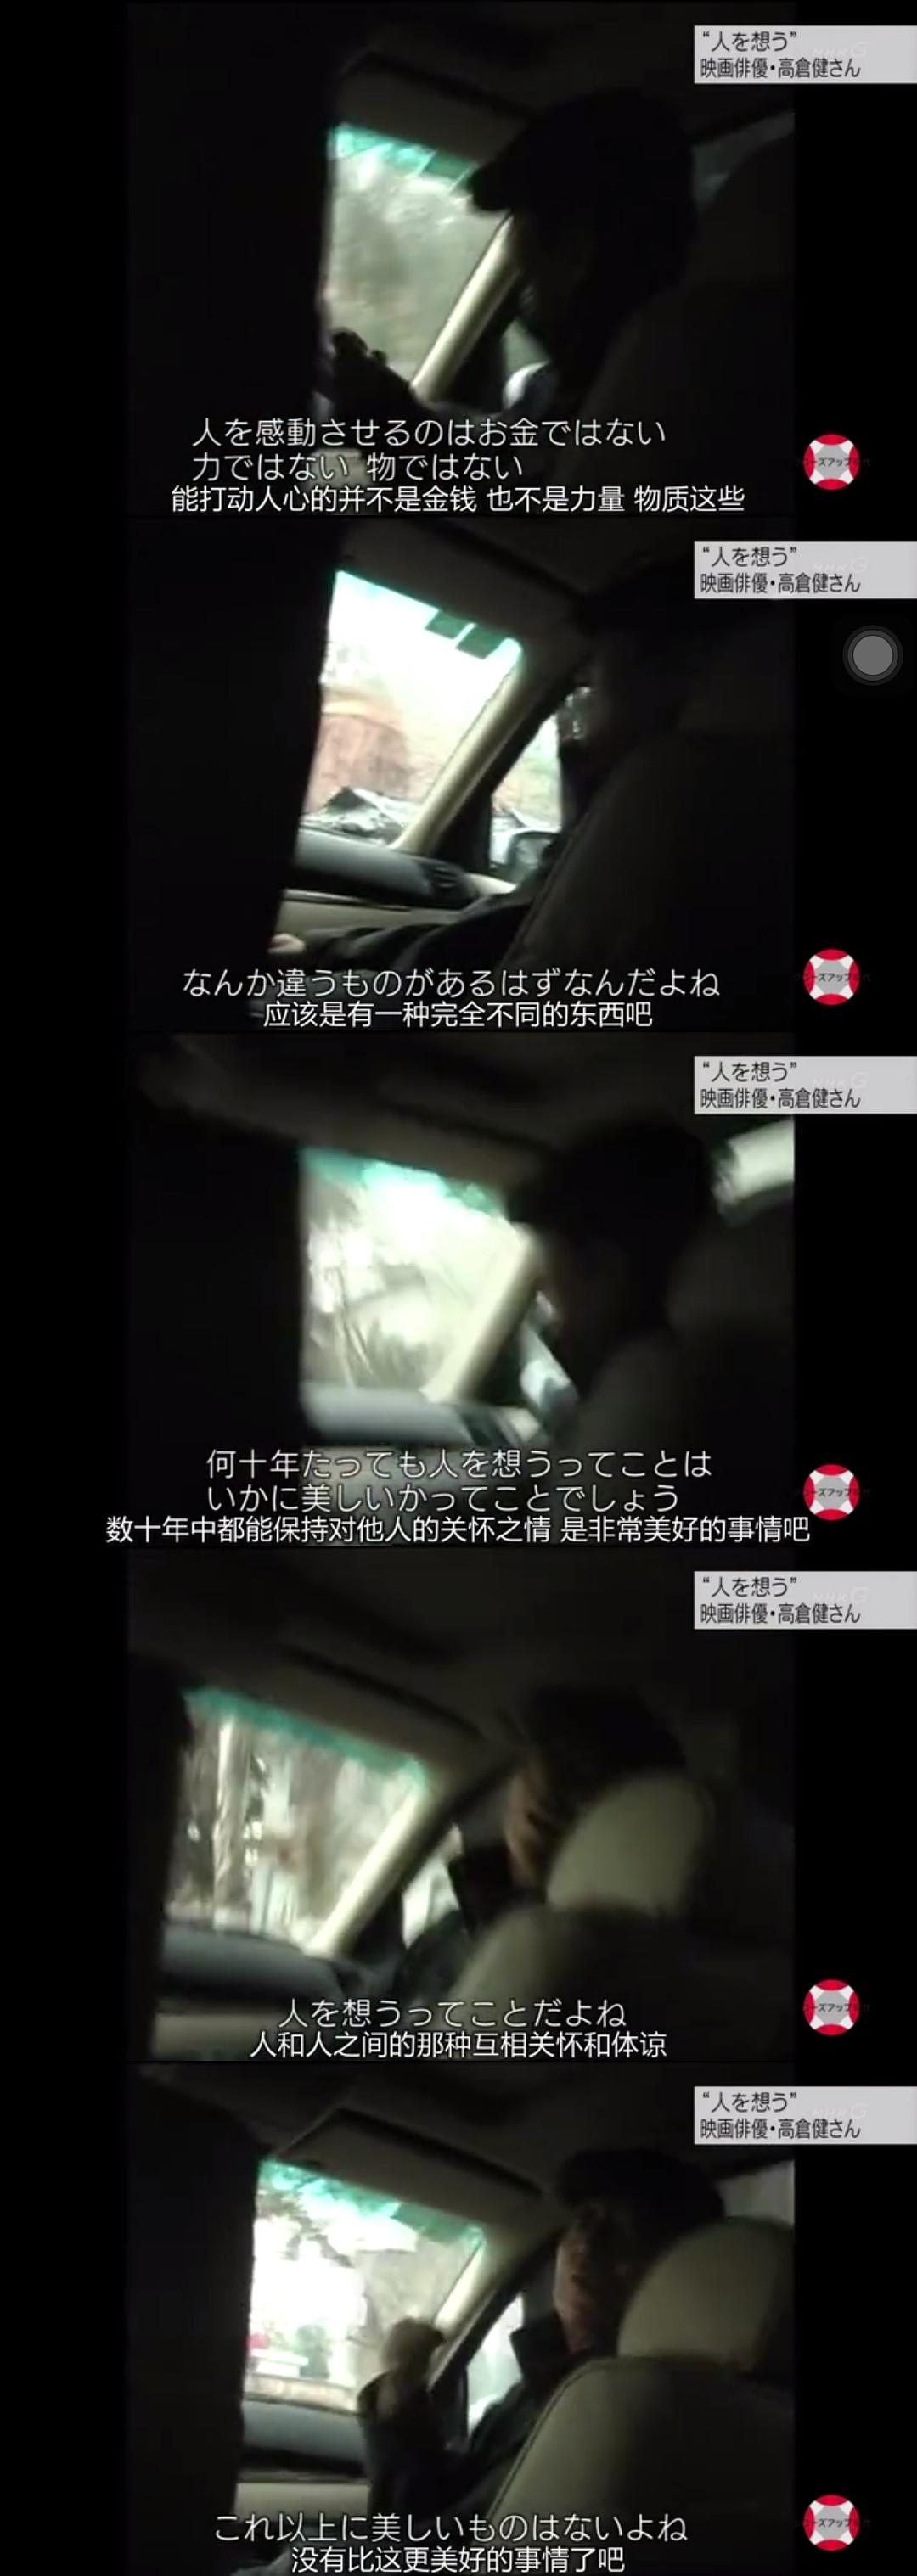 “人を想う”
映画俳優・高倉健さん
人を感動させるのはお金ではない
力ではない 物ではない
能打动人心的并不是金钱 也不是力量 物质这些
“人を想う”
映画俳優・高倉健さん
なんか違うものがあるはずなんだよね
应该是有一种完全不同的东西吧
“人を想う”
映画俳優・高倉健さん
何十年たっても人を想うってことは
いかに美しいかってことでしょう
数十年中都能保持对他人的关怀之情 是非常美好的事情吧
“人を想う”
映画俳優・高倉健さん
人を想うってことだよね
人和人之间的那种互相关怀和体谅
“人を想う”
映画俳優・高倉健さん
これ以上に美しいものはないよね
没有比这更美好的事情了吧